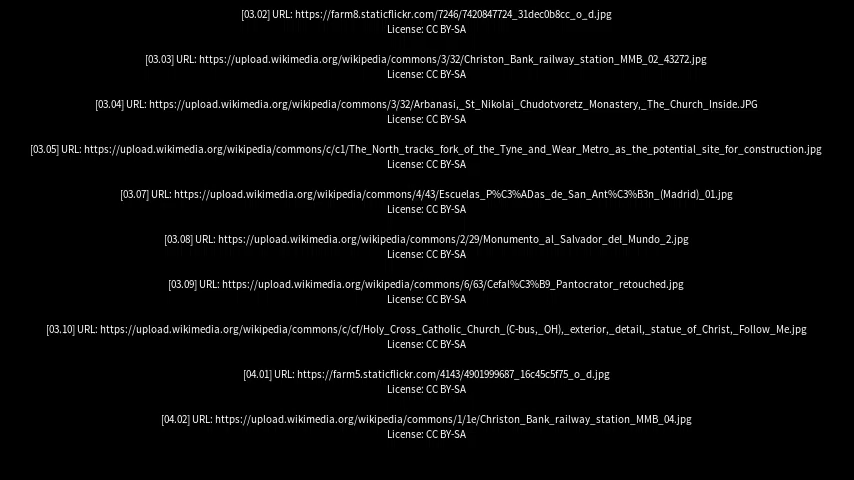 [03.02] URL: https://farm8.staticflickr.com/7246/7420847724_31dec0b8cc_o_d.jpg
License: CC BY-SA
[03.03] URL: https://upload.wikimedia.org/wikipedia/commons/3/32/Christon_Bank_railway_station_MMB_02_43272.jpg
License: CC BY-SA
[03.04] URL: https://upload.wikimedia.org/wikipedia/commons/3/32/Arbanasi,_St_Nikolai_Chudotvoretz_Monastery,_The_Church_Inside.JPG
License: CC BY-SA
[03.05] URL: https://upload.wikimedia.org/wikipedia/commons/c/c1/The_North_tracks_fork_of_the_Tyne_and_Wear_Metro_as_the_potential_site_for_construction.jpg
License: CC BY-SA
[03.07] URL: https://upload.wikimedia.org/wikipedia/commons/4/43/Escuelas_P%C3%ADas_de_San_Ant%C3%B3n_(Madrid)_01.jpg
License: CC BY-SA
[03.08] URL: https://upload.wikimedia.org/wikipedia/commons/2/29/Monumento_al_Salvador_del_Mundo_2.jpg
License: CC BY-SA
[03.09] URL: https://upload.wikimedia.org/wikipedia/commons/6/63/Cefal%C3%B9_Pantocrator_retouched.jpg
License: CC BY-SA
[03.10] URL: https://upload.wikimedia.org/wikipedia/commons/c/cf/Holy_Cross_Catholic_Church_(C-bus,_OH),_exterior,_detail,_statue_of_Christ,_Follow_Me.jpg
License: CC BY-SA
[04.01] URL: https://farm5.staticflickr.com/4143/4901999687_16c45c5f75_o_d.jpg
License: CC BY-SA
[04.02] URL: https://upload.wikimedia.org/wikipedia/commons/1/1e/Christon_Bank_railway_station_MMB_04.jpg
License: CC BY-SA